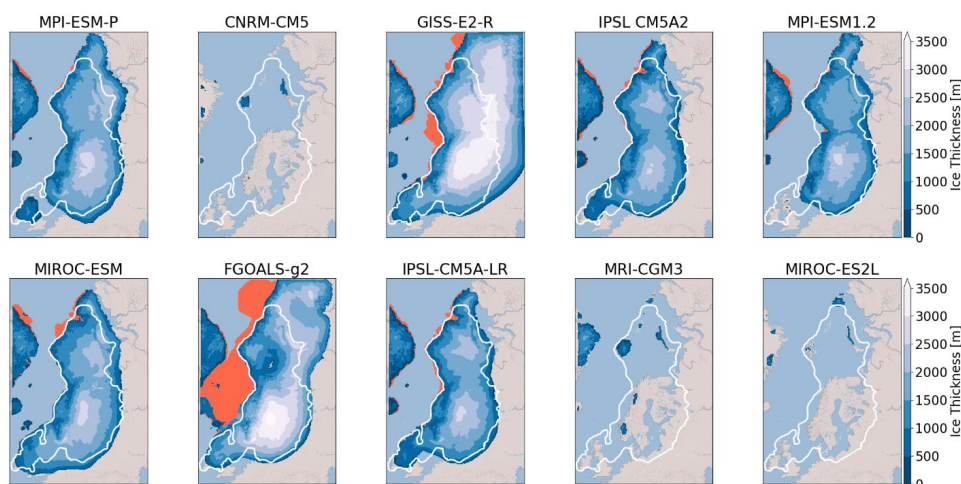 MPI-ESM-P
CNRM-CM5
GISS-E2-R
IPSL CM5A2
MPI-ESM1.2
3500
3000
2500
2000
1500
1000
500
0
Ice Thickness [m]
MIROC-ESM
FGOALS-g2
IPSL-CM5A-LR
MRI-CGM3
MIROC-ES2L
3500
3000
2500
2000
1500
1000
500
0
Ice Thickness [m]